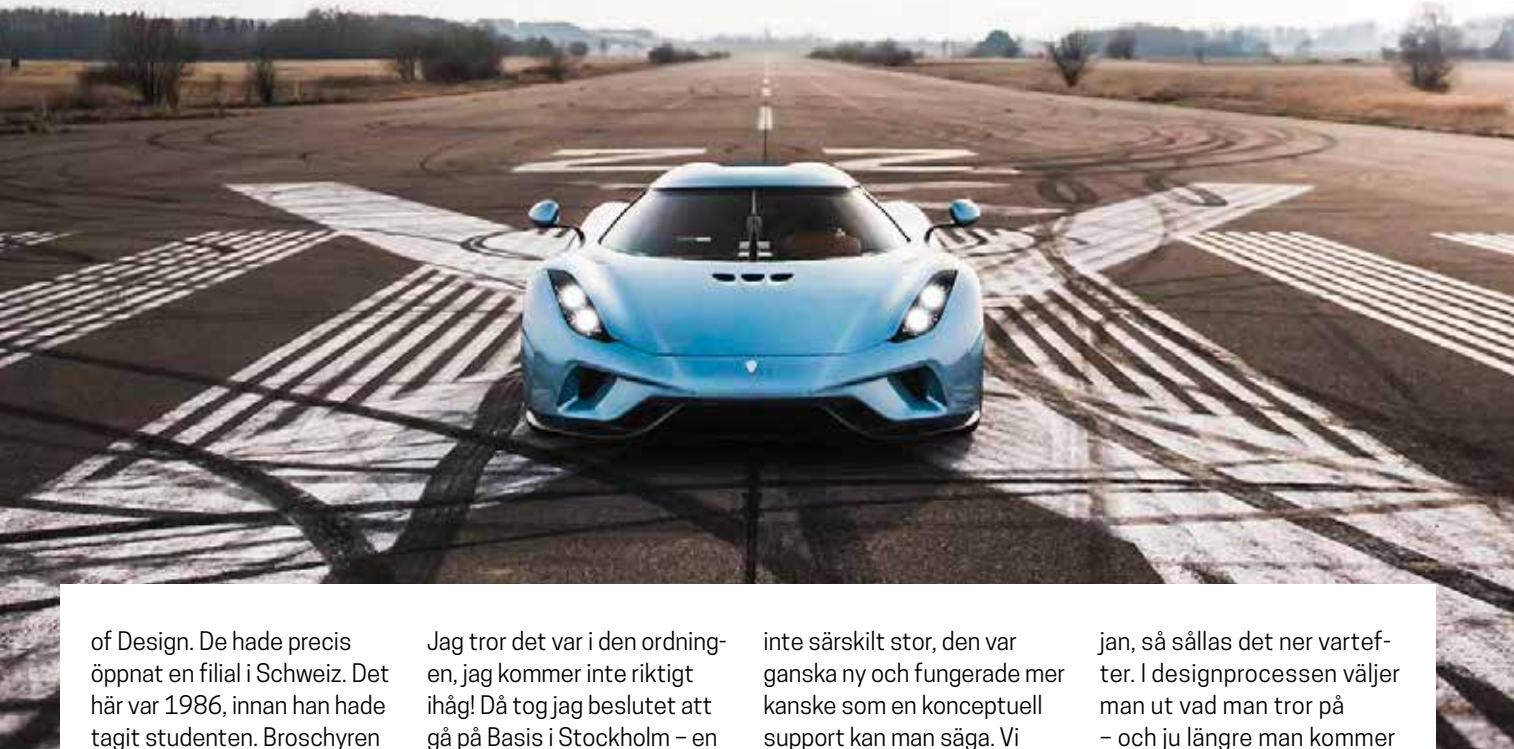 of Design. De hade precis
öppnat en filial i Schweiz. Det
här var 1986, innan han hade
tagit studenten. Broschyren
Jag tror det var i den ordning-
en, jag kommer inte riktigt
ihåg! Då tog jag beslutet att
gå på Basis i Stockholm – en
inte särskilt stor, den var
ganska ny och fungerade mer
kanske som en konceptuell
support kan man säga. Vi
jan, så sållas det ner vartef-
ter. I designprocessen väljer
man ut vad man tror på
– och ju längre man kommer